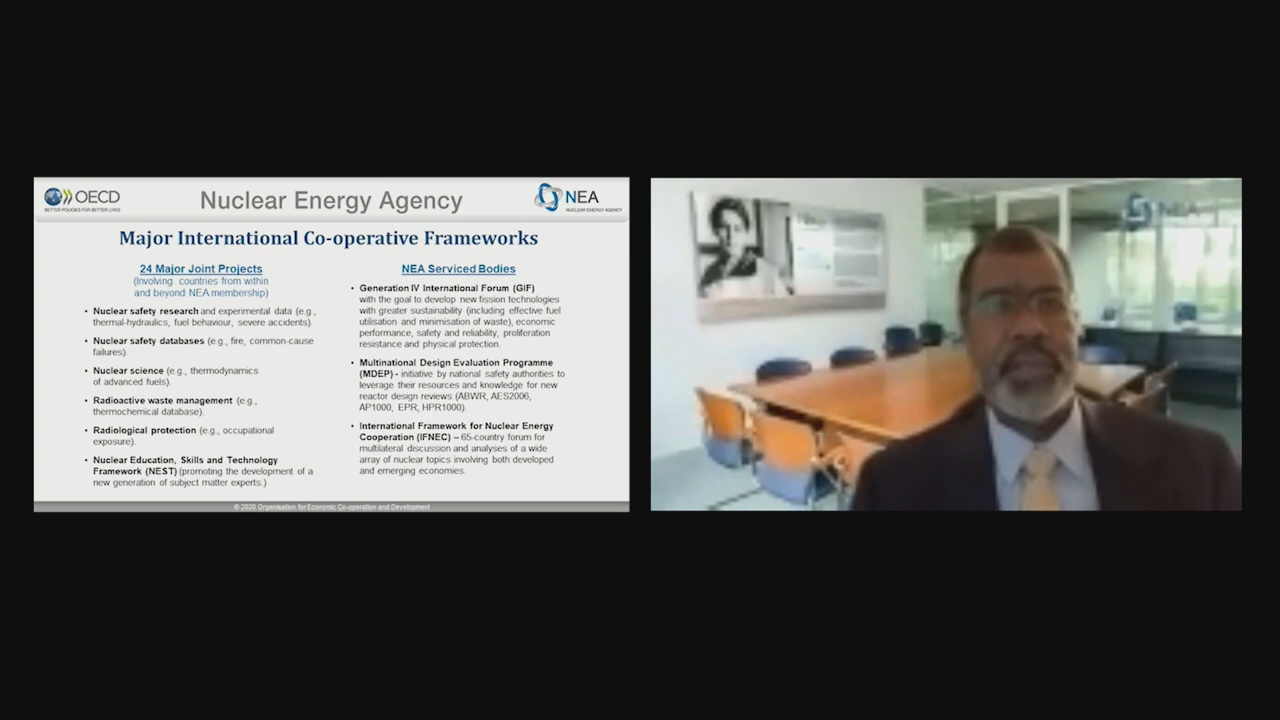 OECD
BETTER POLICIES FOR BETTER LIVES
Nuclear Energy Agency
NEA
NUCLEAR ENERGY AGENCY
Major International Co-operative Frameworks
24 Major Joint Projects
(Involving countries from within
and beyond NEA membership)
• Nuclear safety research and experimental data (e.g.,
thermal-hydraulics, fuel behaviour, severe accidents).
• Nuclear safety databases (e.g., fire, common-cause
failures).
• Nuclear science (e.g., thermodynamics
of advanced fuels).
• Radioactive waste management (e.g.,
thermochemical database).
• Radiological protection (e.g., occupational
exposure).
• Nuclear Education, Skills and Technology
Framework (NEST) (promoting the development of a
new generation of subject matter experts.)
NEA Serviced Bodies
• Generation IV International Forum (GIF)
with the goal to develop new fission technologies
with greater sustainability (including effective fuel
utilisation and minimisation of waste), economic
performance, safety and reliability, proliferation
resistance and physical protection.
• Multinational Design Evaluation Programme
(MDEP) - initiative by national safety authorities to
leverage their resources and knowledge for new
reactor design reviews (ABWR, AES2006,
AP1000, EPR, HPR1000).
• International Framework for Nuclear Energy
Cooperation (IFNEC) – 65-country forum for
multilateral discussion and analyses of a wide
array of nuclear topics involving both developed
and emerging economies.
© 2020 Organisation for Economic Co-operation and Development
NEA